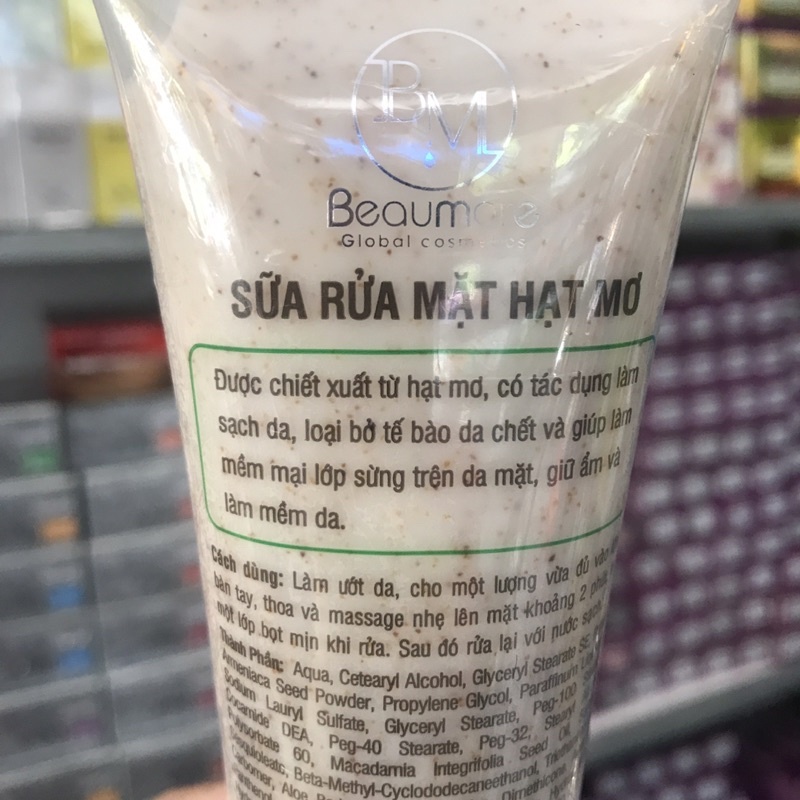 BML
Beaumore
Global cosmetics
SỮA RỬA MẶT HẠT MƠ
Được chiết xuất từ hạt mơ, có tác dụng làm
sạch da, loại bở tế bào da chết và giúp làm
mềm mại lớp sừng trên da mặt, giữ ẩm và
làm mềm da.
Cách dùng: Làm ướt da, cho một lượng vừa đủ vào
bàn tay, thoa và massage nhẹ lên mặt khoảng 2 phút
một lớp bọt mịn khi rửa. Sau đó rửa lại với nước sạch
Thành Phần: Aqua, Cetearyl Alcohol, Glyceryl Stearate SE
Armeniaca Seed Powder, Propylene Glycol, Paraffinum
Sodium Lauryl Sulfate, Glyceryl Stearate, Peg-100
Cocamide DEA, Peg-40 Stearate, Peg-32,
Polysorbate 60, Macadamia Integrifolia Seed Oil,
Beta-Methyl-Cyclododecaneethanol,
Carbomer, Aloe